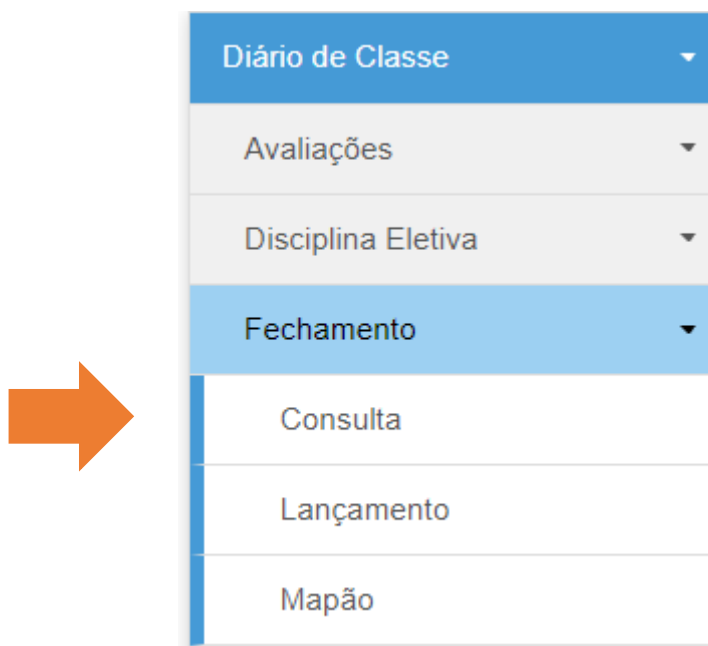 Diário de Classe
Avaliações
Disciplina Eletiva
Fechamento
Consulta
Lançamento
Mapão